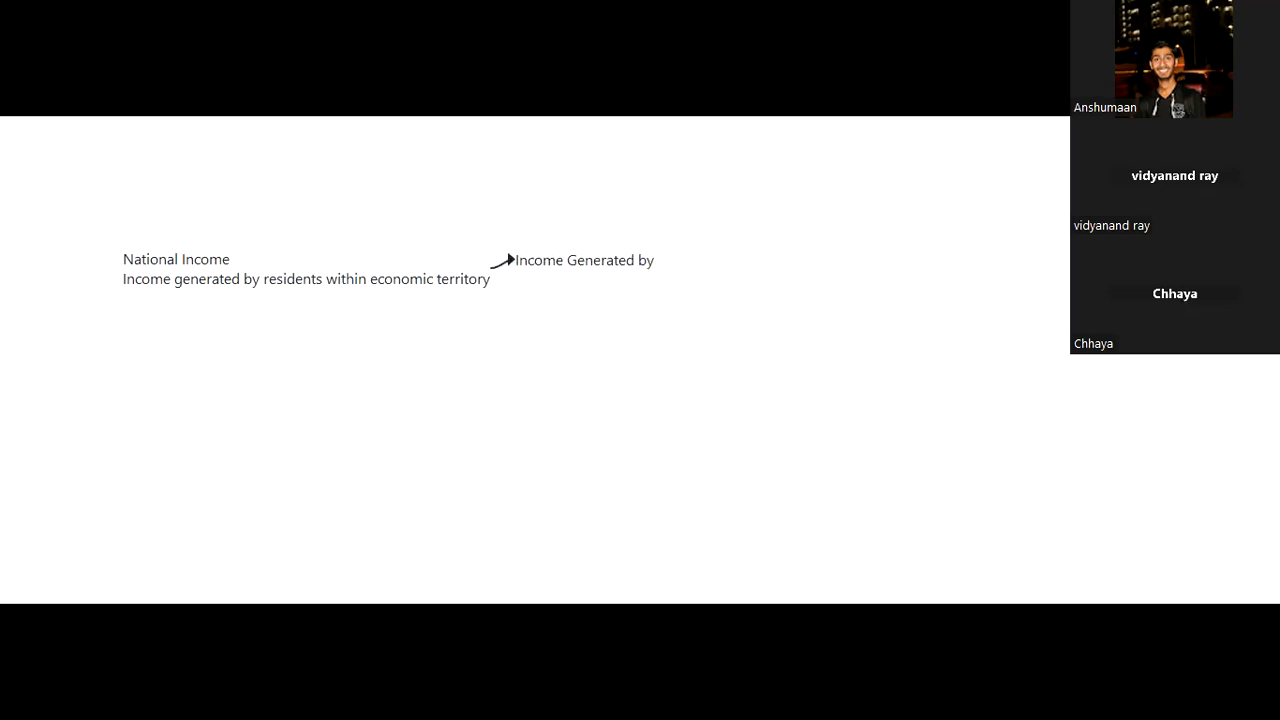 National Income
Income generated by residents within economic territory
Income Generated by
Anshumaan
vidyanand ray
vidyanand ray
Chhaya
Chhaya